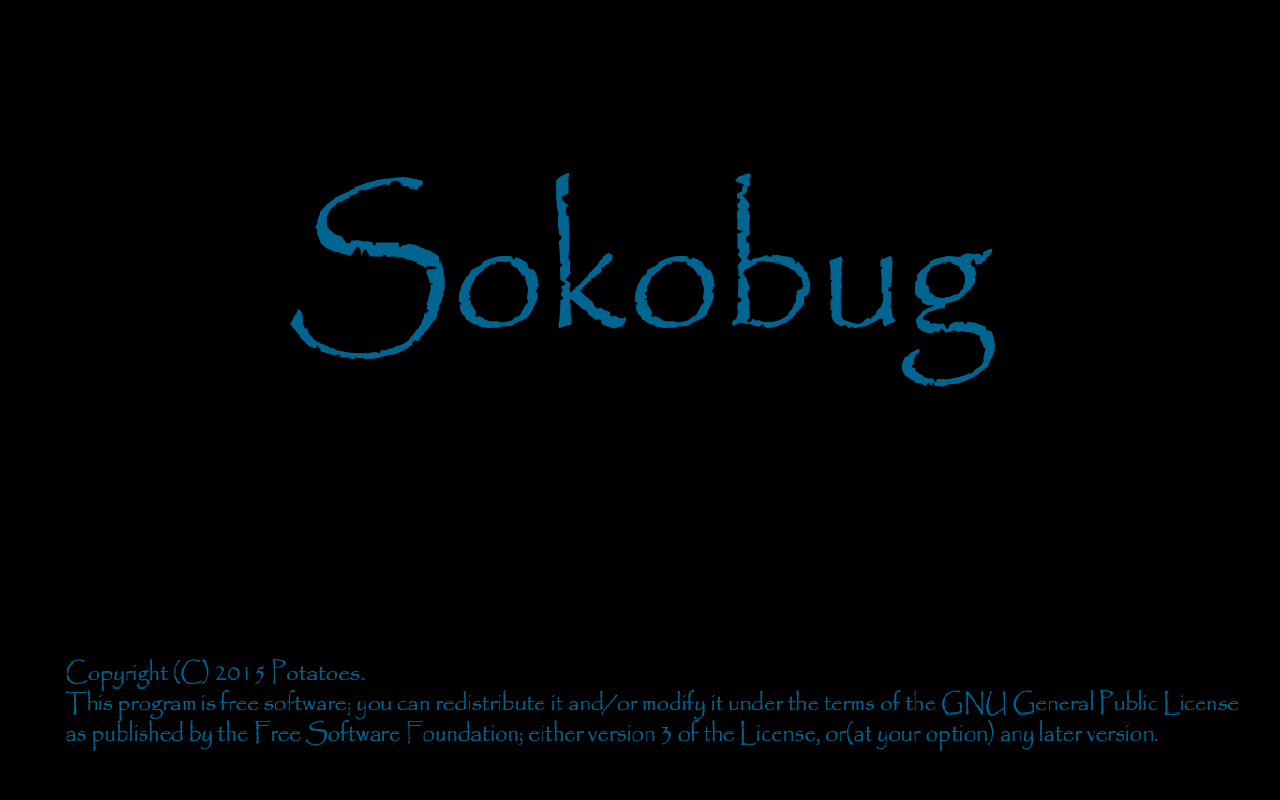 Sokobug
Copyright (C) 2015 Potatoes.
This program is free software; you can redistribute it and/or modify it under the terms of the GNU General Public License
as published by the Free Software Foundation; either version 3 of the License, or(at your option) any later version.